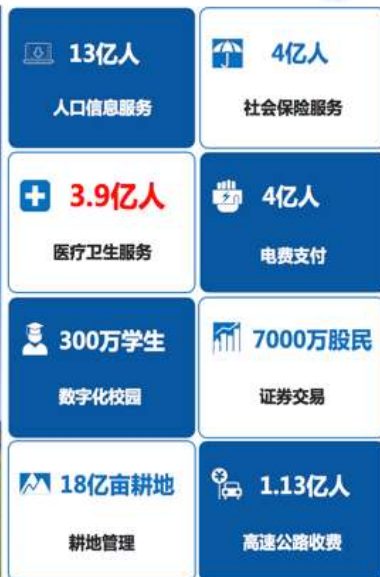 13亿人
人口信息服务
4亿人
社会保险服务
3.9亿人
医疗卫生服务
4亿人
电费支付
300万学生
数字化校园
7000万股民
证券交易
18亿亩耕地
耕地管理
1.13亿人
高速公路收费